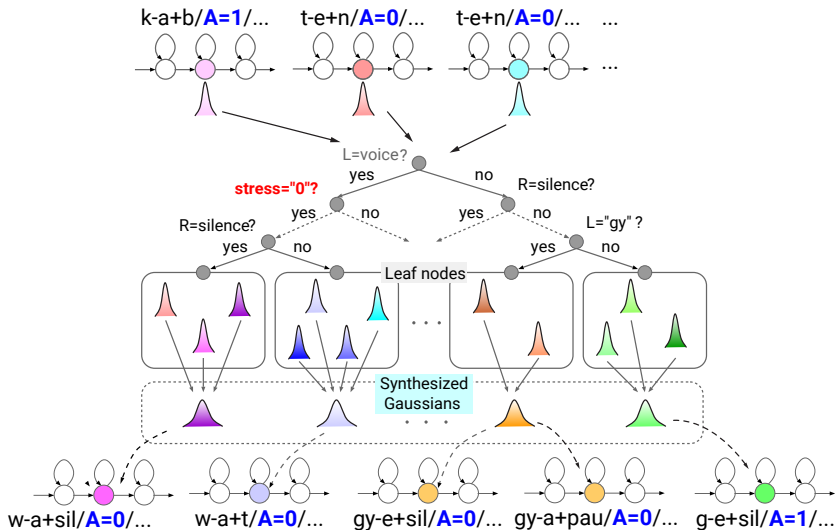 k-a+b/A=1/... t-e+n/A=0/... t-e+n/A=0/...
...
L=voice?
yes no
stress="0"? R=silence?
yes no yes no
R=silence? L="gy" ?
yes no yes no
Leaf nodes
. . . .
Synthesized
Gaussians
. . . .
w-a+sil/A=0/... w-a+t/A=0/... gy-e+sil/A=0/... gy-a+pau/A=0/... g-e+sil/A=1/...